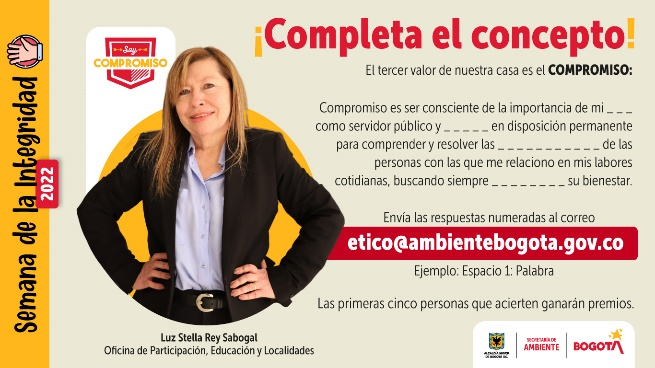 Semana de la Integridad
2022
Soy
COMPROMISO
¡Completa el concepto!
El tercer valor de nuestra casa es el COMPROMISO:
Compromiso es ser consciente de la importancia de mi _ _ _
como servidor público y _ _ _ _ _ en disposición permanente
para comprender y resolver las _ _ _ _ _ _ _ _ _ _ _ de las
personas con las que me relaciono en mis labores
cotidianas, buscando siempre _ _ _ _ _ _ _ _ su bienestar.
Envía las respuestas numeradas al correo
etico@ambientebogota.gov.co
Ejemplo: Espacio 1: Palabra
Las primeras cinco personas que acierten ganarán premios.
Luz Stella Rey Sabogal
Oficina de Participación, Educación y Localidades
ALCALDÍA MAYOR
DE BOGOTÁ D.C.
SECRETARÍA DE
AMBIENTE
BOGOTÁ